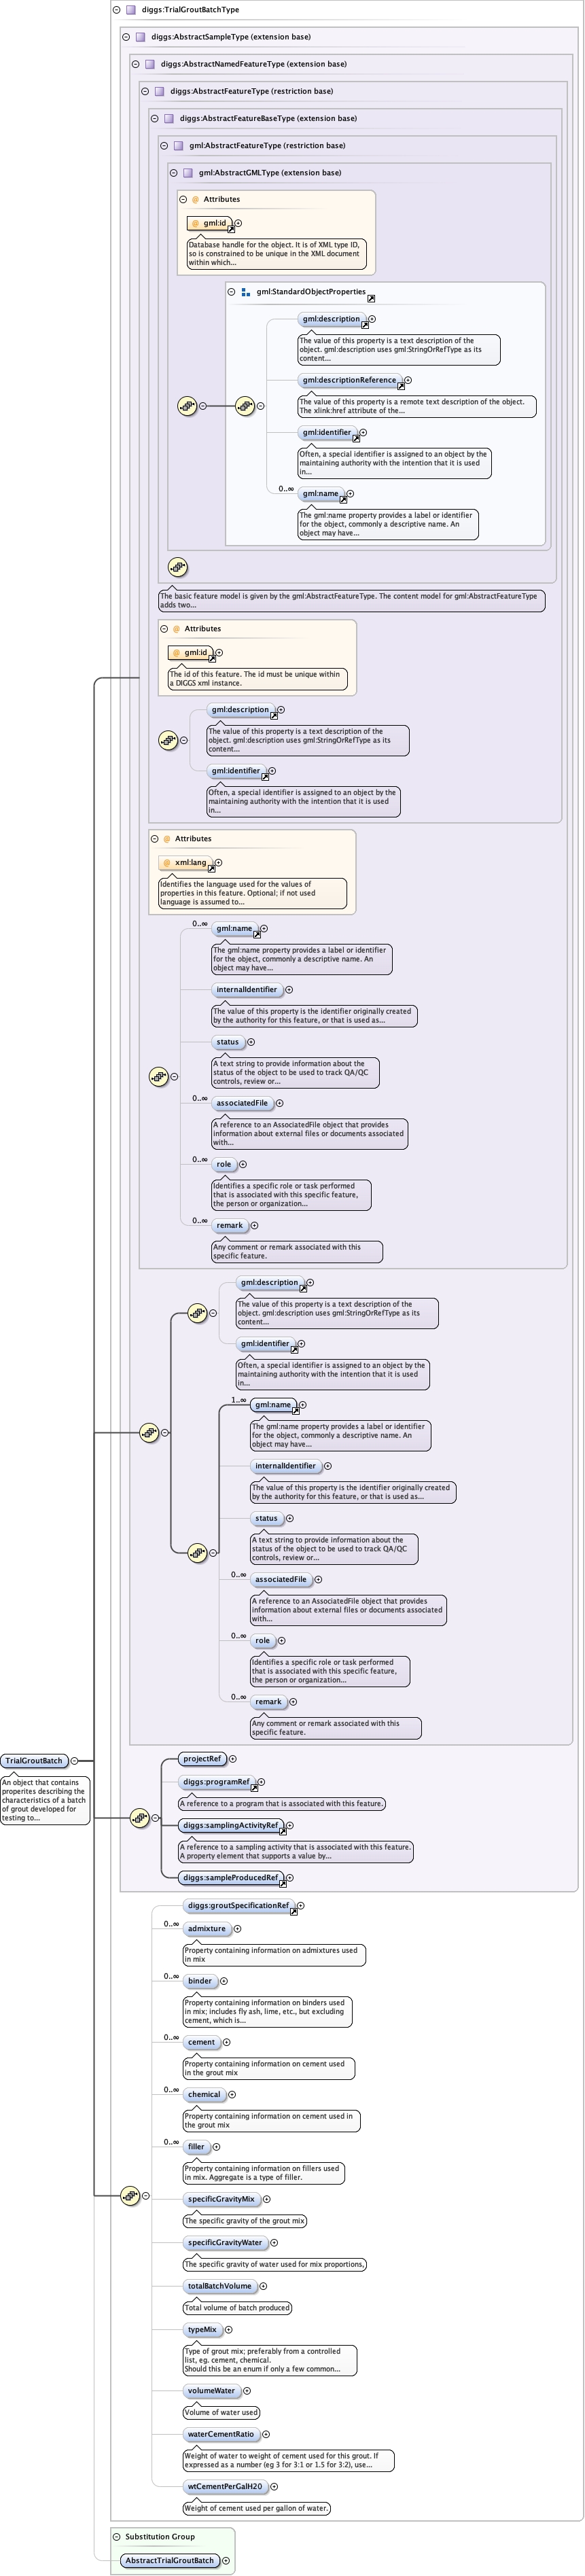 diggs:TrialGroutBatchType
diggs:AbstractSampleType (extension base)
diggs:AbstractNamedFeatureType (extension base)
diggs:AbstractFeatureType (restriction base)
diggs:AbstractFeatureBaseType (extension base)
gml:AbstractFeatureType (restriction base)
gml:AbstractGMLType (extension base)
@ Attributes
@ gml:id
Database handle for the object. It is of XML type ID,
so is constrained to be unique in the XML document
within which...
gml:StandardObjectProperties
gml:description
The value of this property is a text description of the
object. gml:description uses gml:StringOrRefType as its
content...
gml:descriptionReference
The value of this property is a remote text description of the object.
The xlink:href attribute of the...
gml:identifier
Often, a special identifier is assigned to an object by the
maintaining authority with the intention that it is used
in...
0..∞
gml:name
The gml:name property provides a label or identifier
for the object, commonly a descriptive name. An
object may have...
The basic feature model is given by the gml:AbstractFeatureType. The content model for gml:AbstractFeatureType
adds two...
@ Attributes
@ gml:id
The id of this feature. The id must be unique within
a DIGGS xml instance.
gml:description
The value of this property is a text description of the
object. gml:description uses gml:StringOrRefType as its
content...
gml:identifier
Often, a special identifier is assigned to an object by the
maintaining authority with the intention that it is used
in...
@ Attributes
@ xml:lang
Identifies the language used for the values of
properties in this feature. Optional; if not used
language is assumed to...
0..∞
gml:name
The gml:name property provides a label or identifier
for the object, commonly a descriptive name. An
object may have...
internalIdentifier
The value of this property is the identifier originally created
by the authority for this feature, or that is used as...
status
A text string to provide information about the
status of the object to be used to track QA/QC
controls, review or...
0..∞
associatedFile
A reference to an AssociatedFile object that provides
information about external files or documents associated
with...
0..∞
role
Identifies a specific role or task performed
that is associated with this specific feature,
the person or organization...
0..∞
remark
Any comment or remark associated with this
specific feature.
gml:description
The value of this property is a text description of the
object. gml:description uses gml:StringOrRefType as its
content...
gml:identifier
Often, a special identifier is assigned to an object by the
maintaining authority with the intention that it is used
in...
1..∞
gml:name
The gml:name property provides a label or identifier
for the object, commonly a descriptive name. An
object may have...
internalIdentifier
The value of this property is the identifier originally created
by the authority for this feature, or that is used as...
status
A text string to provide information about the
status of the object to be used to track QA/QC
controls, review or...
0..∞
associatedFile
A reference to an AssociatedFile object that provides
information about external files or documents associated
with...
0..∞
role
Identifies a specific role or task performed
that is associated with this specific feature,
the person or organization...
0..∞
remark
Any comment or remark associated with this
specific feature.
TrialGroutBatch
An object that contains
properites describing the
characteristics of a batch
of grout developed for
testing to...
projectRef
diggs:programRef
A reference to a program that is associated with this feature.
diggs:samplingActivityRef
A reference to a sampling activity that is associated with this feature.
A property element that supports a value by...
diggs:sampleProducedRef
diggs:groutSpecificationRef
0..∞
admixture
Property containing information on admixtures used
in mix
0..∞
binder
Property containing information on binders used
in mix; includes fly ash, lime, etc., but excluding
cement, which is...
0..∞
cement
Property containing information on cement used
in the grout mix
0..∞
chemical
Property containing information on cement used in
the grout mix
0..∞
filler
Property containing information on fillers used
in mix. Aggregate is a type of filler.
specificGravityMix
The specific gravity of the grout mix
specificGravityWater
The specific gravity of water used for mix proportions,
totalBatchVolume
Total volume of batch produced
typeMix
Type of grout mix; preferably from a controlled
list, eg. cement, chemical.
Should this be an enum if only a few common...
volumeWater
Volume of water used
waterCementRatio
Weight of water to weight of cement used for this grout. If
expressed as a number (eg 3 for 3:1 or 1.5 for 3:2), use...
wtCementPerGalH20
Weight of cement used per gallon of water.
Substitution Group
AbstractTrialGroutBatch